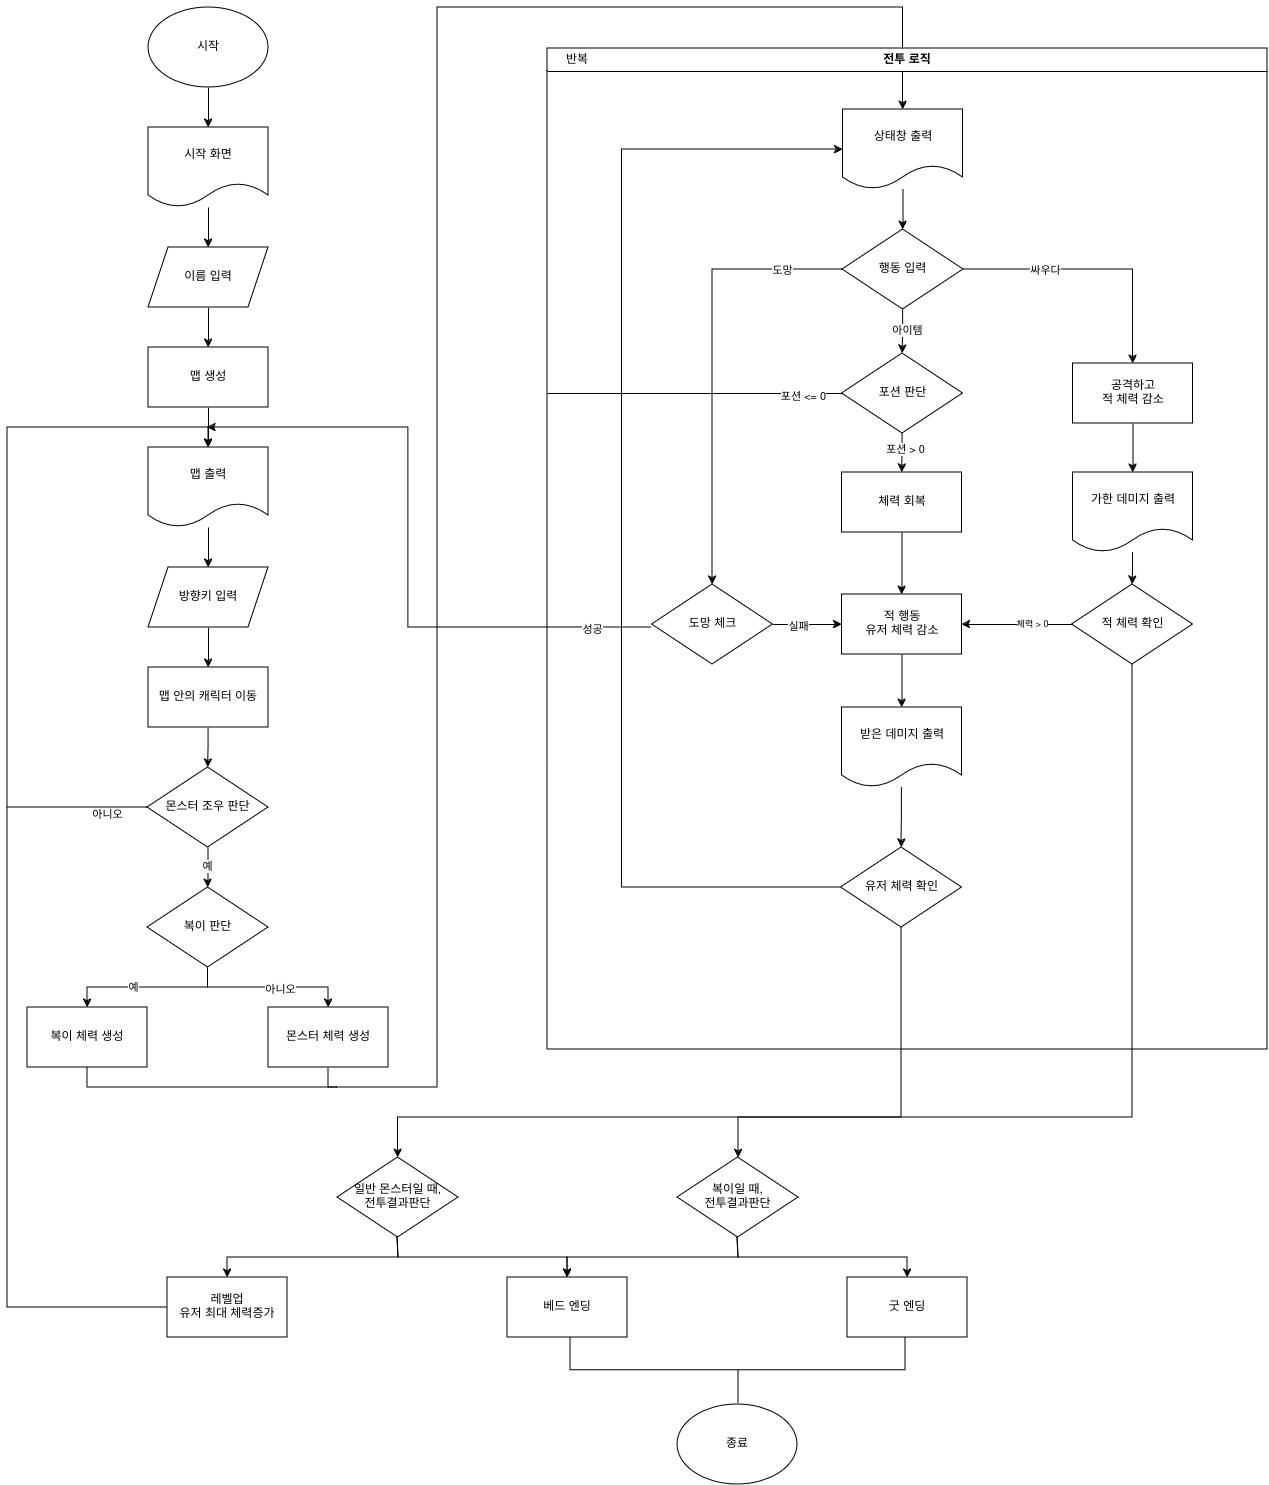 시작
시작 화면
이름 입력
맵 생성
맵 출력
방향키 입력
맵 안의 캐릭터 이동
몬스터 조우 판단
아니오
예
복이 판단
예
아니오
복이 체력 생성
몬스터 체력 생성
반복
전투 로직
상태창 출력
행동 입력
도망
싸우다
아이템
포션 판단
포션 <= 0
포션 > 0
공격하고
적 체력 감소
체력 회복
가한 데미지 출력
도망 체크
성공
실패
적 행동
유저 체력 감소
체력 > 0
적 체력 확인
받은 데미지 출력
유저 체력 확인
일반 몬스터일 때,
전투결과판단
복이일 때,
전투결과판단
레벨업
유저 최대 체력증가
베드 엔딩
굿 엔딩
종료